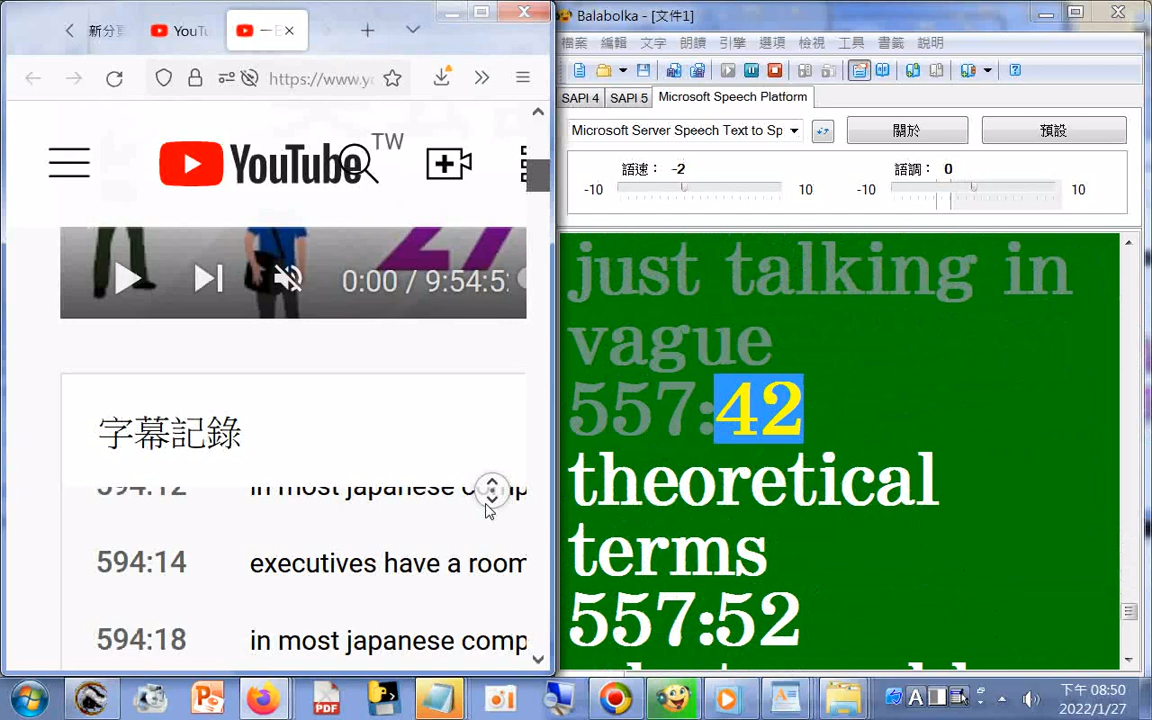 新分
YouTu
— E
https://www.yo
YouTube
TW
0:00 / 9:54:5
字幕記錄
594:12
in most japanese comp
594:14
executives have a room
594:18
in most japanese comp
Balabolka - [文件1]
檔案 編輯 文字 朗讀 引擎 選項 檢視 工具 書籤 說明
SAPI 4 SAPI 5 Microsoft Speech Platform
Microsoft Server Speech Text to Sp
關於
預設
語速： -2
-10 10
語調： 0
-10 10
just talking in
vague
557:42
theoretical
terms
557:52
PDF
A
下午 08:50
2022/1/27